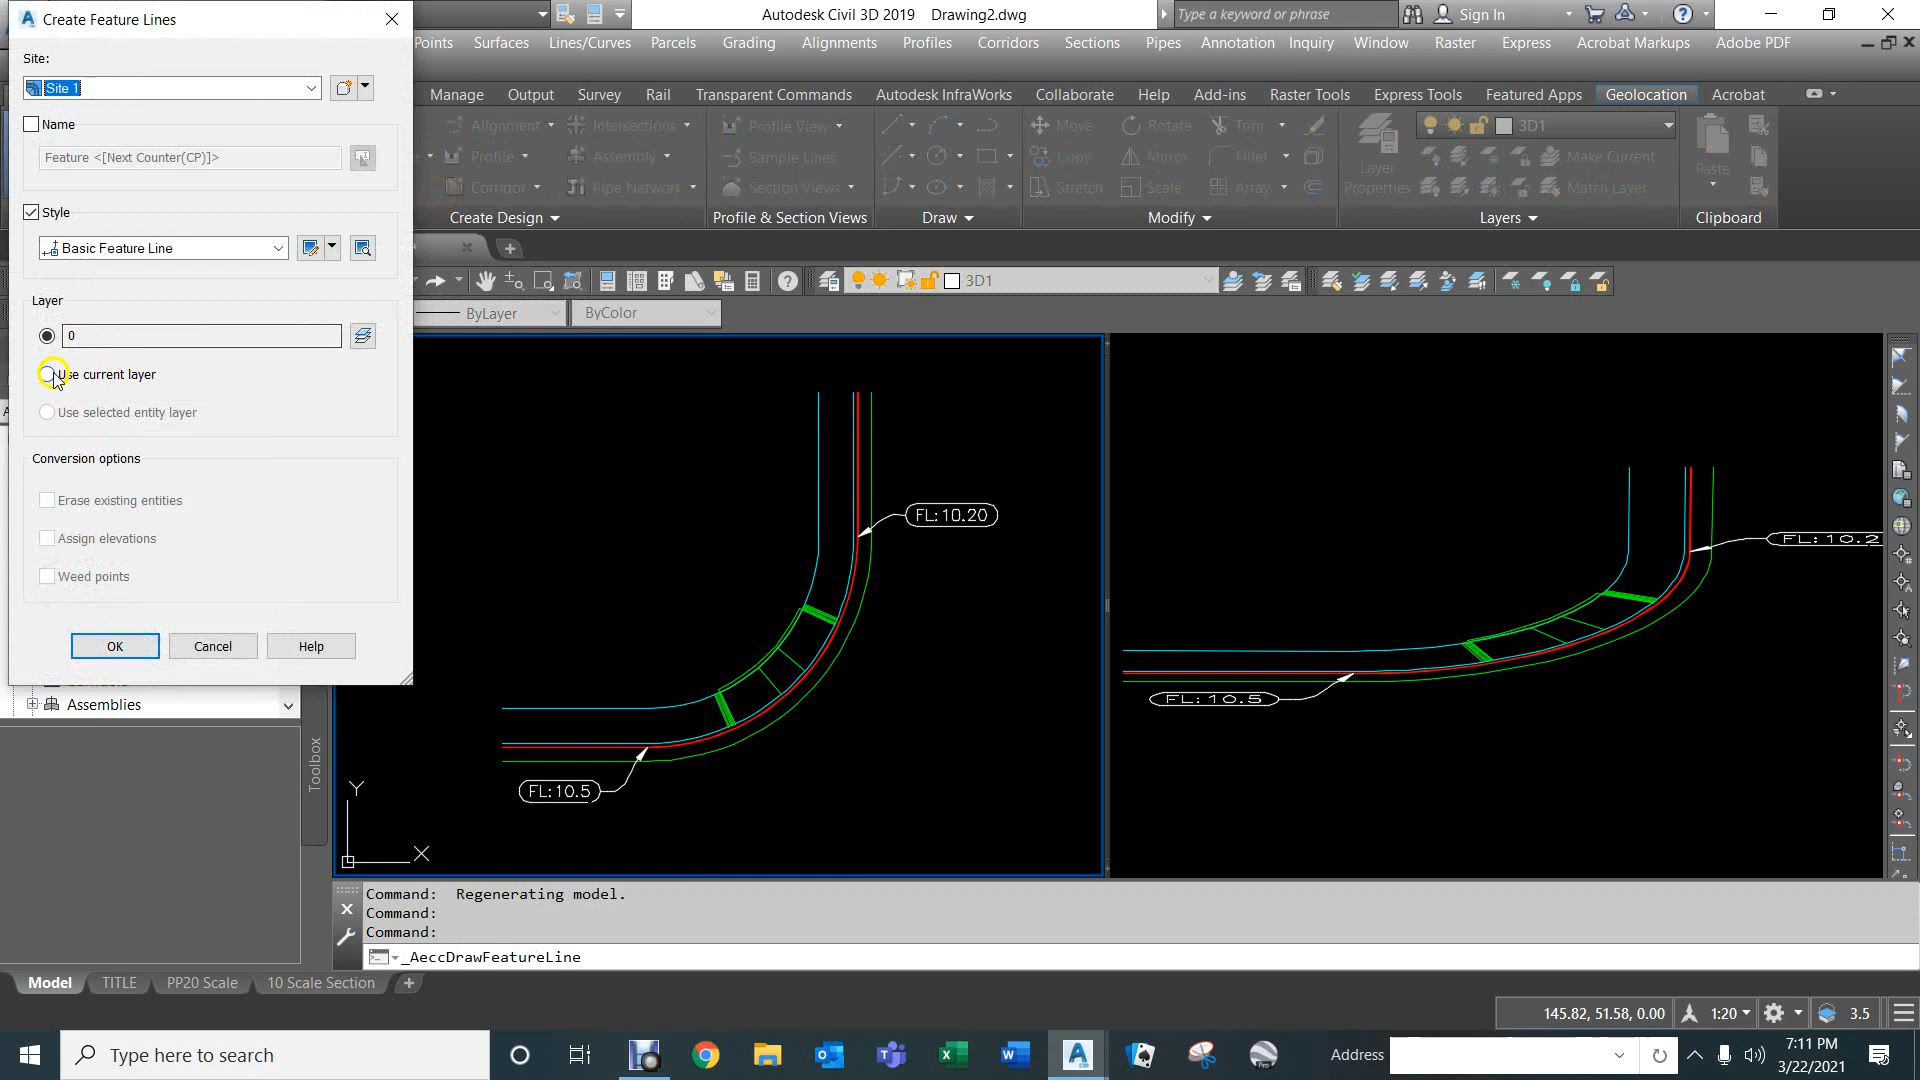 Create Feature Lines
Autodesk Civil 3D 2019 Drawing2.dwg
Type a keyword or phrase
Sign In
Points Surfaces Lines/Curves Parcels Grading Alignments Profiles Corridors Sections Pipes Annotation Inquiry Window Raster Express Acrobat Markups Adobe PDF
Manage Output Survey Rail Transparent Commands Autodesk InfraWorks Collaborate Help Add-ins Raster Tools Express Tools Featured Apps Geolocation Acrobat
Alignment Intersections Profile View Move Rotate Trim 3D1
Profile Assembly Sample Lines Copy Mirror Fillet Make Current
Corridor Pipe Network Section Views Stretch Scale Array Match Layer
Layer Properties
Paste
Create Design Profile & Section Views Draw Modify Layers Clipboard
3D1
ByLayer ByColor
Site:
Site 1
Name
Feature <[Next Counter(CP)]>
Style
Basic Feature Line
Layer
0
Use current layer
Use selected entity layer
Conversion options
Erase existing entities
Assign elevations
Weed points
OK Cancel Help
Assemblies
Toolbox
FL:10.20
FL:10.5
Y
X
FL:10.2
FL:10.5
Command: Regenerating model.
Command:
Command:
_AeccDrawFeatureLine
Model TITLE PP20 Scale 10 Scale Section
145.82, 51.58, 0.00 1:20 3.5
Type here to search
Address
7:11 PM
3/22/2021